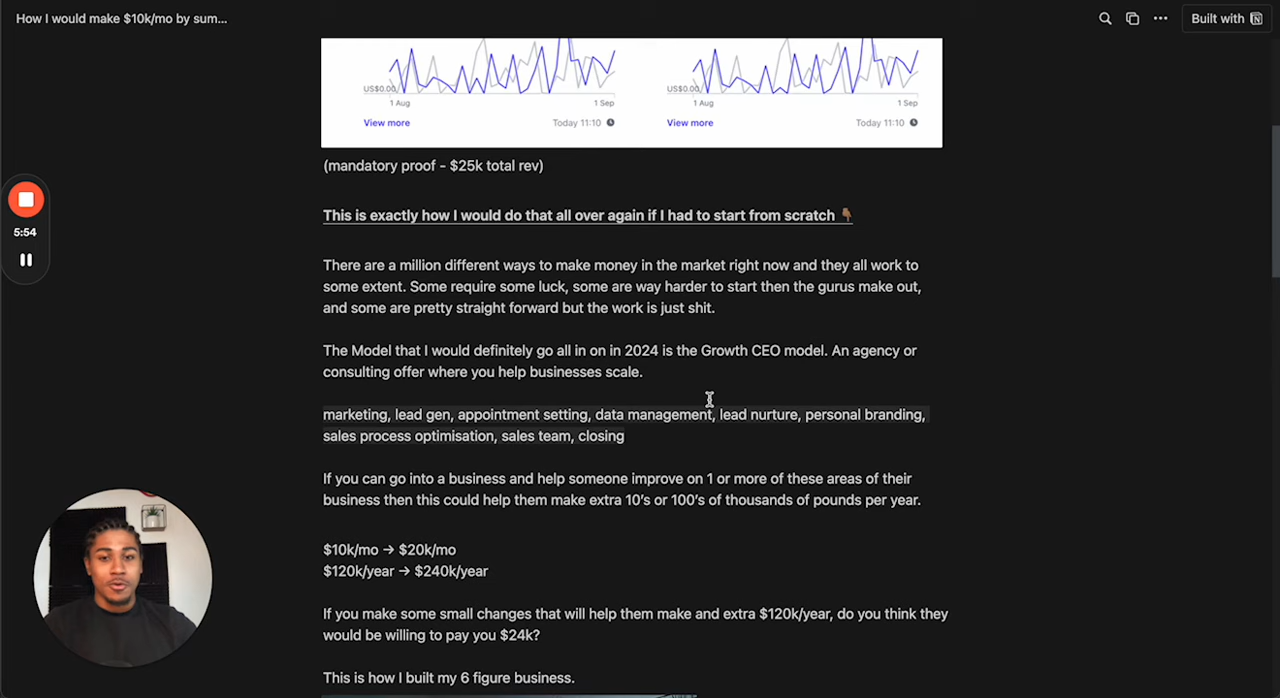 How I would make $10k/mo by sum...
Built with
US$0.00
1 Aug
1 Sep
View more
Today 11:10
US$0.00
1 Aug
1 Sep
View more
Today 11:10
(mandatory proof - $25k total rev)
5:54
This is exactly how I would do that all over again if I had to start from scratch 👇🏾
There are a million different ways to make money in the market right now and they all work to
some extent. Some require some luck, some are way harder to start then the gurus make out,
and some are pretty straight forward but the work is just shit.
The Model that I would definitely go all in on in 2024 is the Growth CEO model. An agency or
consulting offer where you help businesses scale.
marketing, lead gen, appointment setting, data management, lead nurture, personal branding,
sales process optimisation, sales team, closing
If you can go into a business and help someone improve on 1 or more of these areas of their
business then this could help them make extra 10's or 100's of thousands of pounds per year.
$10k/mo → $20k/mo
$120k/year → $240k/year
If you make some small changes that will help them make and extra $120k/year, do you think they
would be willing to pay you $24k?
This is how I built my 6 figure business.